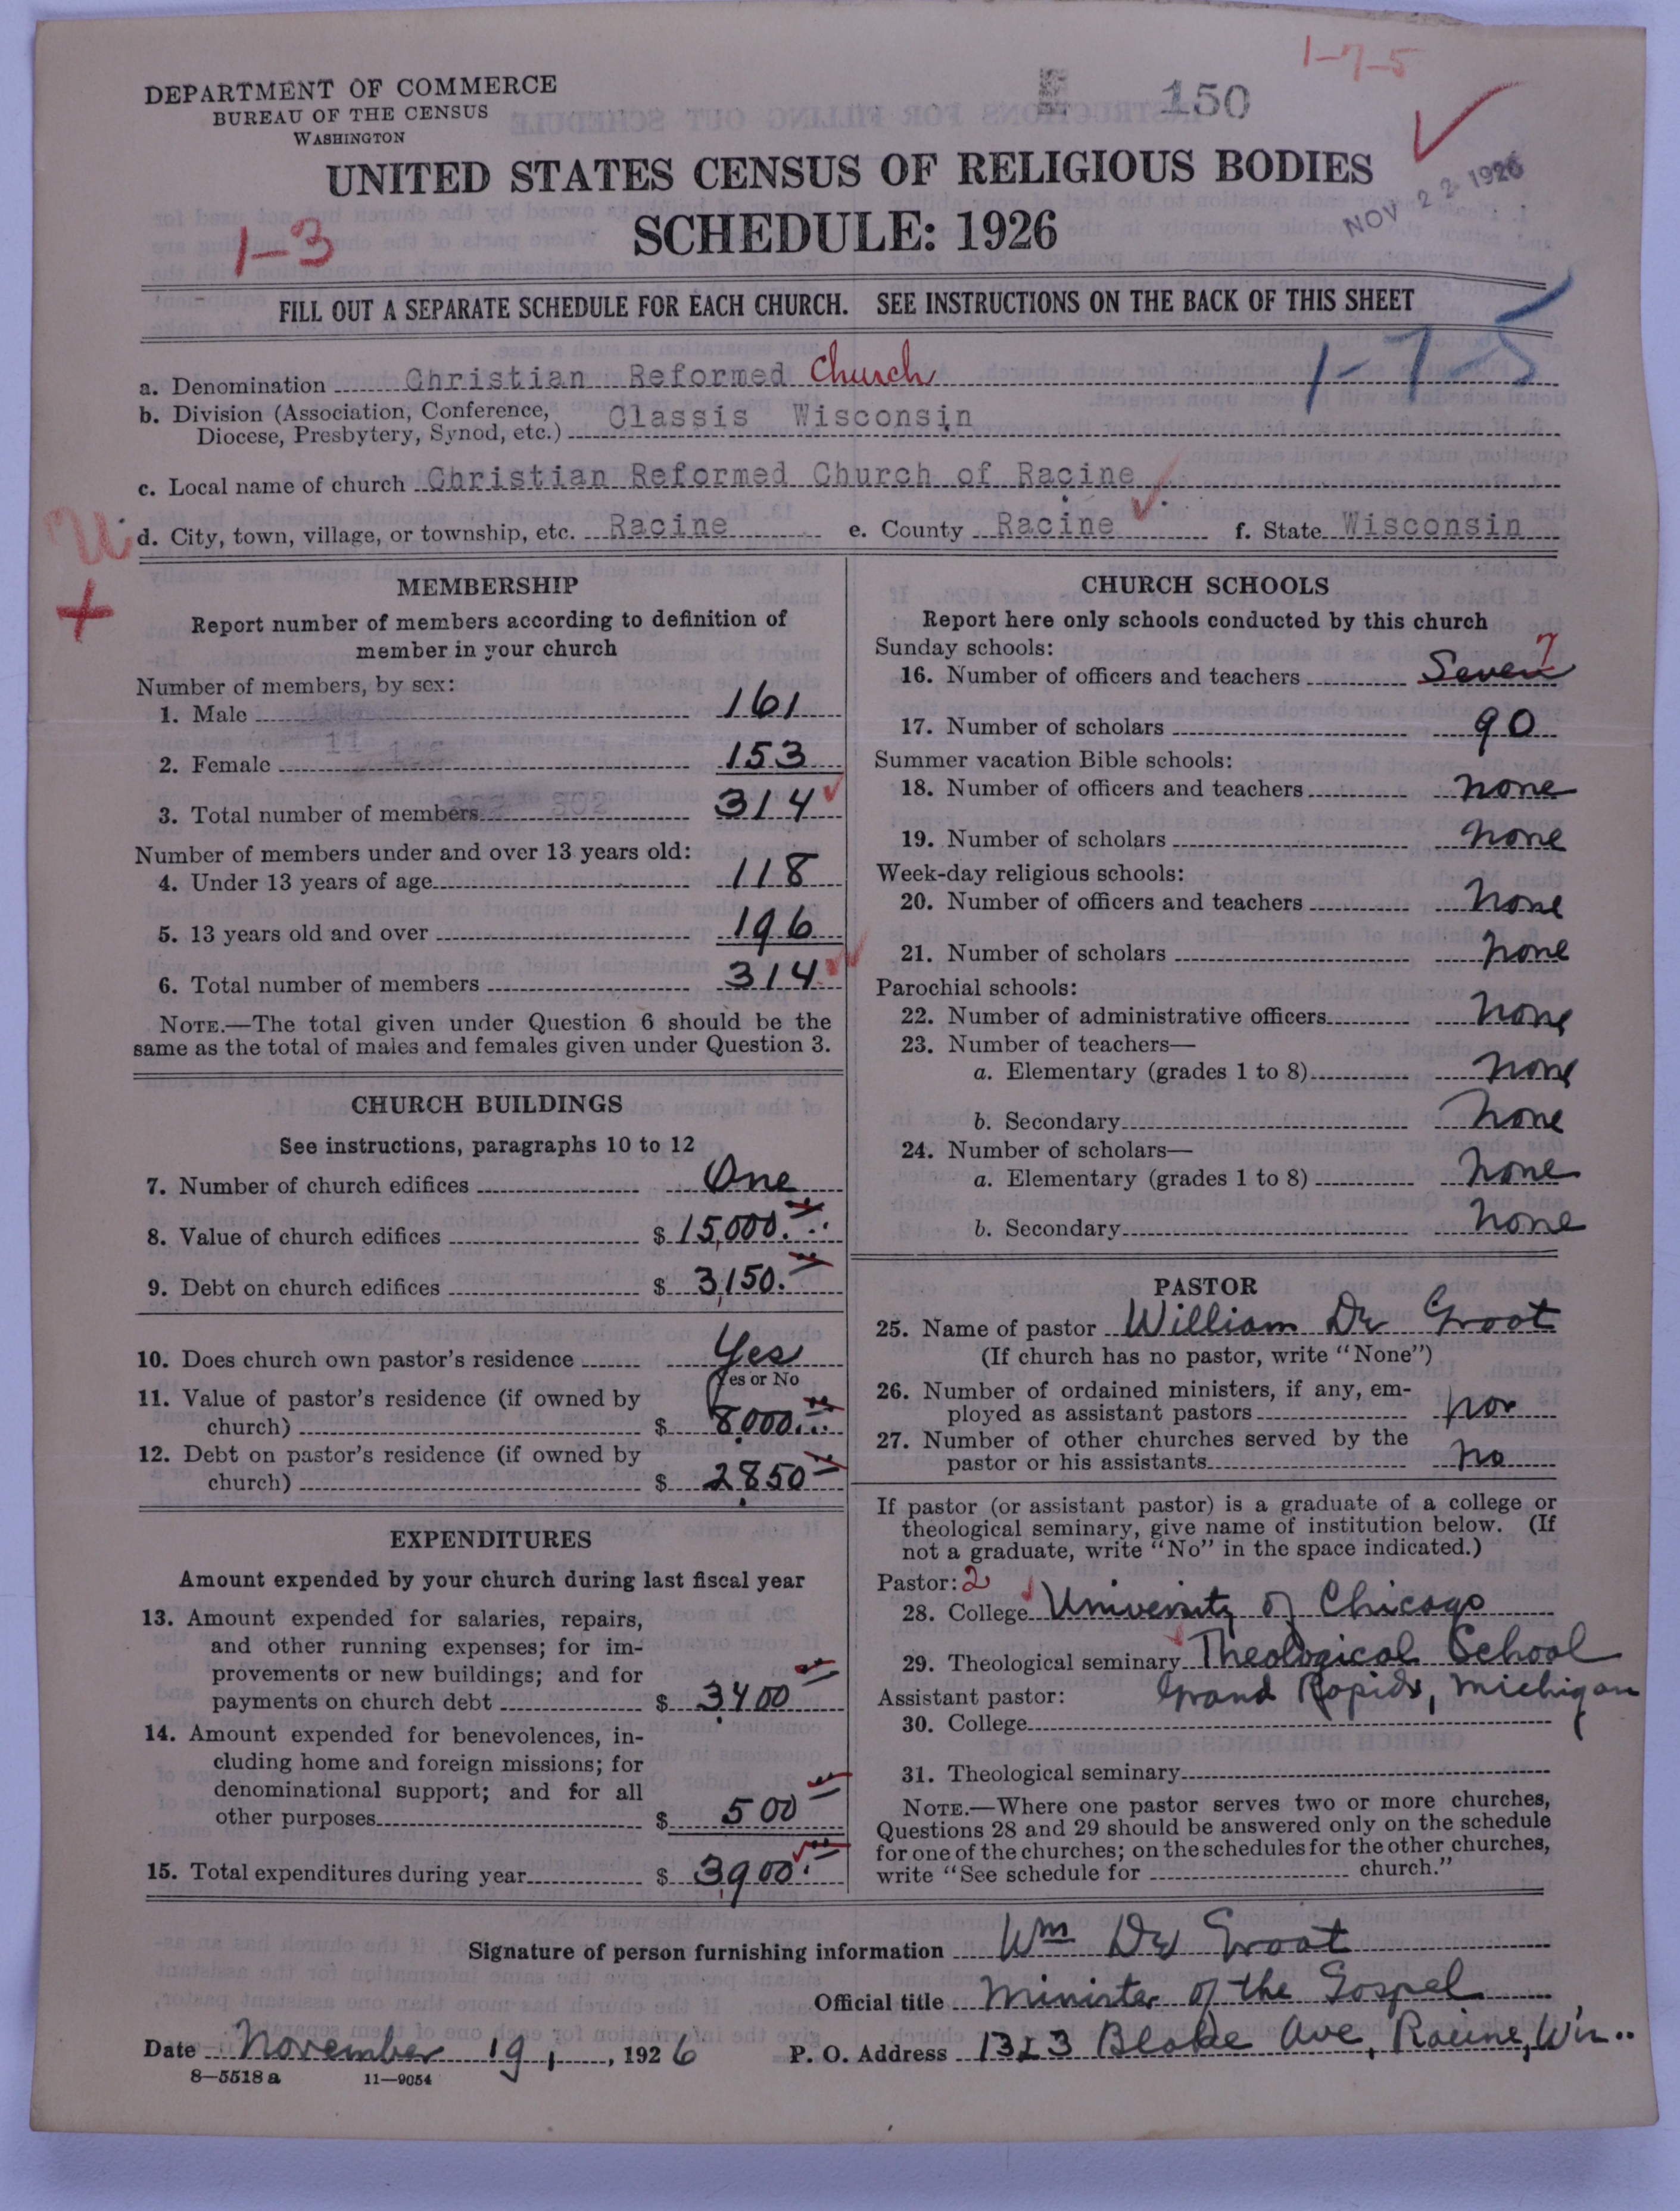 1-7-5
DEPARTMENT OF COMMERCE
BUREAU OF THE CENSUS
WASHINGTON
150
UNITED STATES CENSUS OF RELIGIOUS BODIES
SCHEDULE: 1926
NOV 22 1926
1-3
FILL OUT A SEPARATE SCHEDULE FOR EACH CHURCH. SEE INSTRUCTIONS ON THE BACK OF THIS SHEET
1-7-5
a. Denomination Christian Reformed Church
b. Division (Association, Conference, Diocese, Presbytery, Synod, etc.) Classis Wisconsin
c. Local name of church Christian Reformed Church of Racine
d. City, town, village, or township, etc. Racine e. County Racine f. State Wisconsin
MEMBERSHIP
Report number of members according to definition of
member in your church
Number of members, by sex:
1. Male 161
2. Female 153
3. Total number of members 314
Number of members under and over 13 years old:
4. Under 13 years of age 118
5. 13 years old and over 196
6. Total number of members 314
NOTE.—The total given under Question 6 should be the
same as the total of males and females given under Question 3.
CHURCH BUILDINGS
See instructions, paragraphs 10 to 12
7. Number of church edifices One
8. Value of church edifices $ 15,000.
9. Debt on church edifices $ 3,150.
10. Does church own pastor's residence Yes
Yes or No
11. Value of pastor's residence (if owned by
church) $ 8,000.
12. Debt on pastor's residence (if owned by
church) $ 2,850
EXPENDITURES
Amount expended by your church during last fiscal year
13. Amount expended for salaries, repairs,
and other running expenses; for im-
provements or new buildings; and for
payments on church debt $ 3,400
14. Amount expended for benevolences, in-
cluding home and foreign missions; for
denominational support; and for all
other purposes $ 500
15. Total expenditures during year $ 3,900.
CHURCH SCHOOLS
Report here only schools conducted by this church
Sunday schools: 7
16. Number of officers and teachers Seven
17. Number of scholars 90
Summer vacation Bible schools:
18. Number of officers and teachers none
19. Number of scholars none
Week-day religious schools:
20. Number of officers and teachers none
21. Number of scholars none
Parochial schools:
22. Number of administrative officers none
23. Number of teachers—
a. Elementary (grades 1 to 8) none
b. Secondary none
24. Number of scholars—
a. Elementary (grades 1 to 8) none
b. Secondary none
PASTOR
25. Name of pastor William De Groot
(If church has no pastor, write "None")
26. Number of ordained ministers, if any, em-
ployed as assistant pastors
27. Number of other churches served by the
pastor or his assistants no
If pastor (or assistant pastor) is a graduate of a college or
theological seminary, give name of institution below. (If
not a graduate, write "No" in the space indicated.)
Pastor: 2
28. College University of Chicago
29. Theological seminary Theological School
Assistant pastor: Grand Rapids, Michigan
30. College
31. Theological seminary
NOTE.—Where one pastor serves two or more churches,
Questions 28 and 29 should be answered only on the schedule
for one of the churches; on the schedules for the other churches,
write "See schedule for church."
Signature of person furnishing information Wm De Groot
Official title Minister of the Gospel
Date November 19, 1926 P. O. Address 1323 Blake Ave, Racine, Wis.
8—5518 a 11—9054